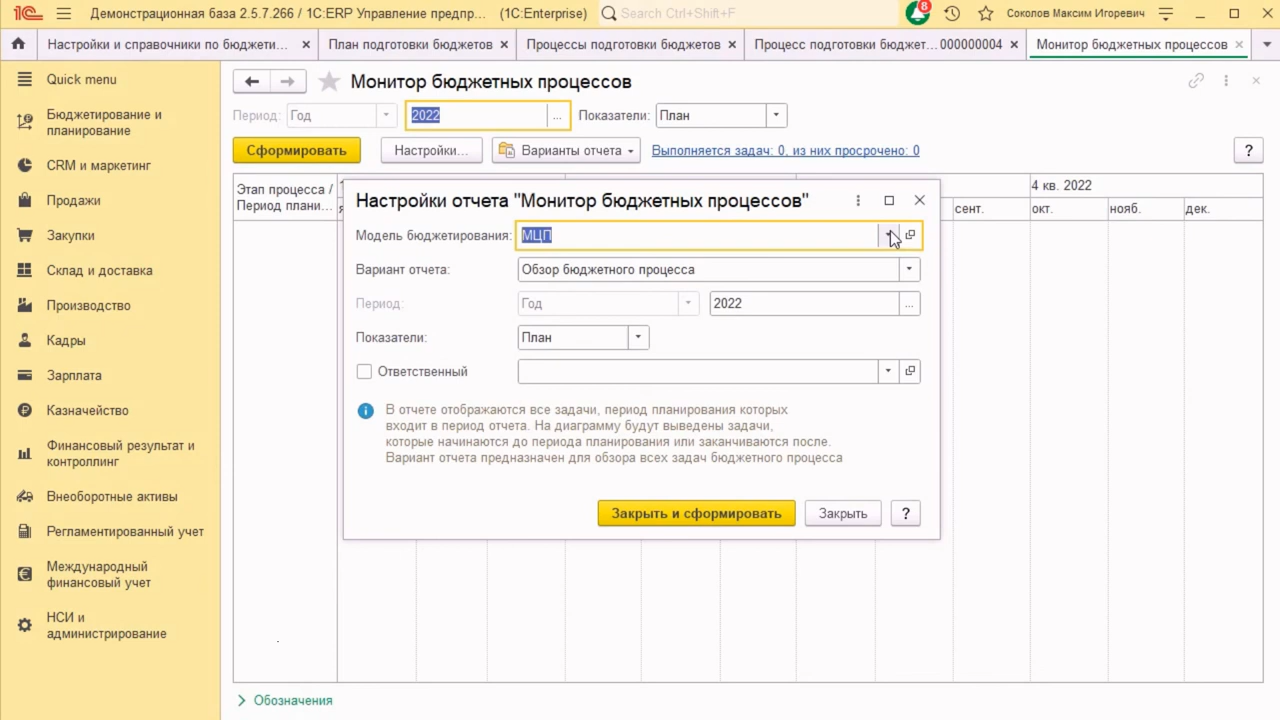 1С Демонстрационная база 2.5.7.266 / 1С:ERP Управление предпр... (1C:Enterprise) Search Ctrl+Shift+F 8 Соколов Максим Игоревич
Настройки и справочники по бюджети... План подготовки бюджетов Процессы подготовки бюджетов Процесс подготовки бюджет...000000004 Монитор бюджетных процессов
Quick menu
Бюджетирование и
планирование
CRM и маркетинг
Продажи
Закупки
Склад и доставка
Производство
Кадры
Зарплата
Казначейство
Финансовый результат и
контроллинг
Внеоборотные активы
Регламентированный учет
Международный
финансовый учет
НСИ и
администрирование
Монитор бюджетных процессов
Период: Год 2022 ... Показатели: План
Сформировать Настройки... Варианты отчета Выполняется задач: 0, из них просрочено: 0 ?
Этап процесса /
Период плани...
4 кв. 2022
сент. окт. нояб. дек.
Настройки отчета "Монитор бюджетных процессов"
Модель бюджетирования: МЦП
Вариант отчета: Обзор бюджетного процесса
Период: Год 2022 ...
Показатели: План
Ответственный
В отчете отображаются все задачи, период планирования которых
входит в период отчета. На диаграмму будут выведены задачи,
которые начинаются до периода планирования или заканчиваются после.
Вариант отчета предназначен для обзора всех задач бюджетного процесса
Закрыть и сформировать Закрыть ?
Обозначения